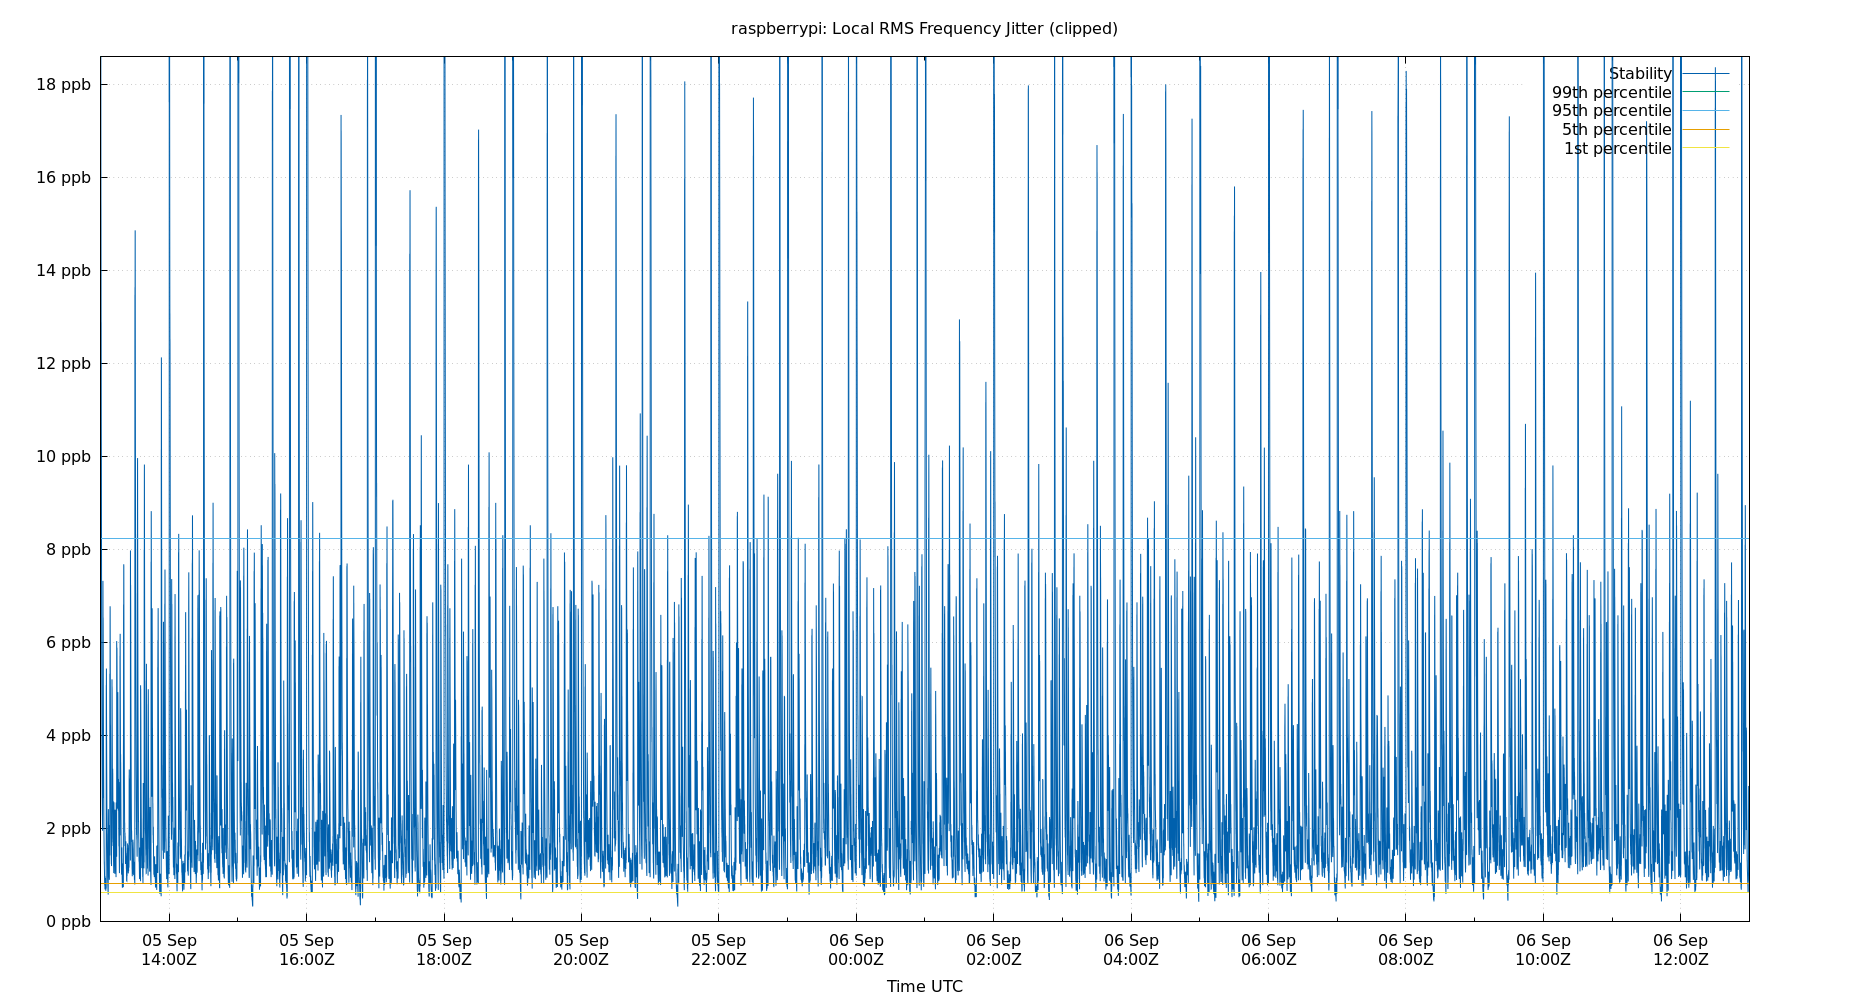 raspberrypi: Local RMS Frequency Jitter (clipped)
18 ppb
16 ppb
14 ppb
12 ppb
10 ppb
8 ppb
6 ppb
4 ppb
2 ppb
0 ppb
Stability
99th percentile
95th percentile
5th percentile
1st percentile
05 Sep 05 Sep 05 Sep 05 Sep 05 Sep 06 Sep 06 Sep 06 Sep 06 Sep 06 Sep 06 Sep 06 Sep
14:00Z 16:00Z 18:00Z 20:00Z 22:00Z 00:00Z 02:00Z 04:00Z 06:00Z 08:00Z 10:00Z 12:00Z
Time UTC